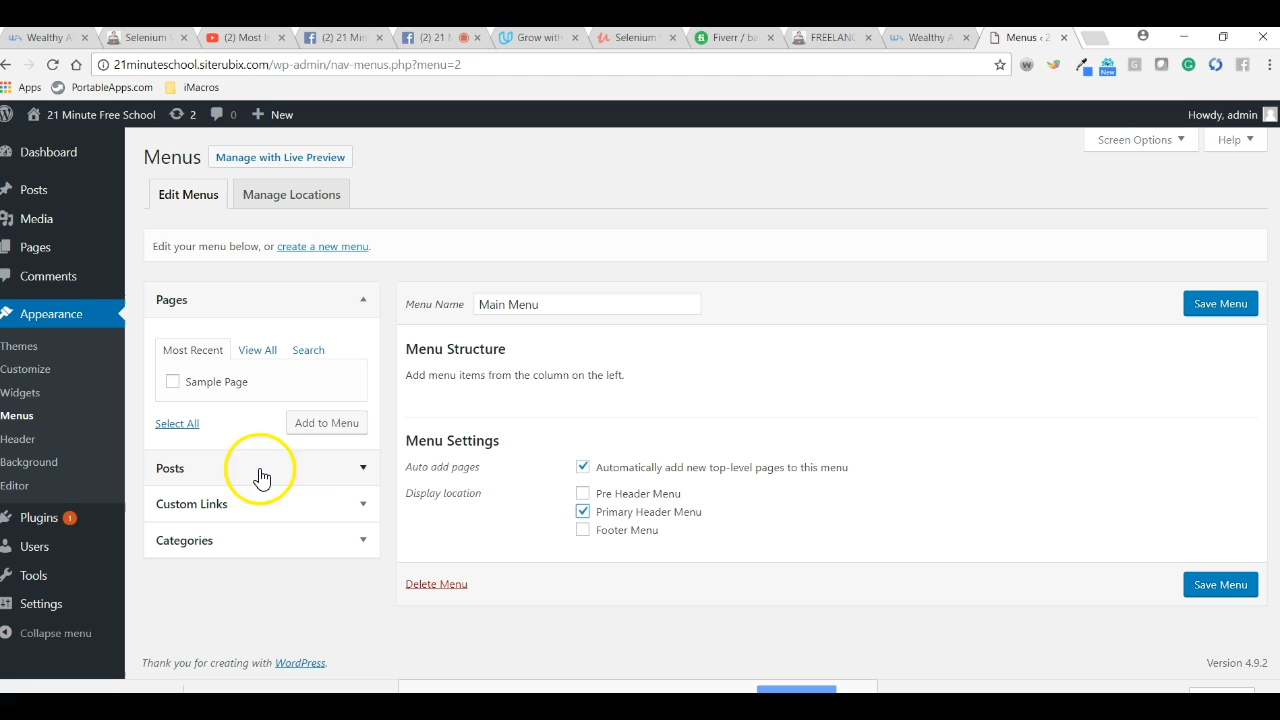 Wealthy A
Selenium
(2) Most
(2) 21 Min
(2) 21
Grow with
Selenium
Fiverr / ba
FREELANC
Wealthy A
Menus ‹ 2
21minuteschool.siterubix.com/wp-admin/nav-menus.php?menu=2
New
Apps PortableApps.com iMacros
21 Minute Free School 2 0 New Howdy, admin
Screen Options Help
Menus Manage with Live Preview
Edit Menus Manage Locations
Edit your menu below, or create a new menu.
Dashboard
Posts
Media
Pages
Comments
Appearance
Themes
Customize
Widgets
Menus
Header
Background
Editor
Plugins 1
Users
Tools
Settings
Collapse menu
Pages
Most Recent View All Search
Sample Page
Select All Add to Menu
Posts
Custom Links
Categories
Menu Name Main Menu Save Menu
Menu Structure
Add menu items from the column on the left.
Menu Settings
Auto add pages Automatically add new top-level pages to this menu
Display location Pre Header Menu
Primary Header Menu
Footer Menu
Delete Menu Save Menu
Thank you for creating with WordPress. Version 4.9.2